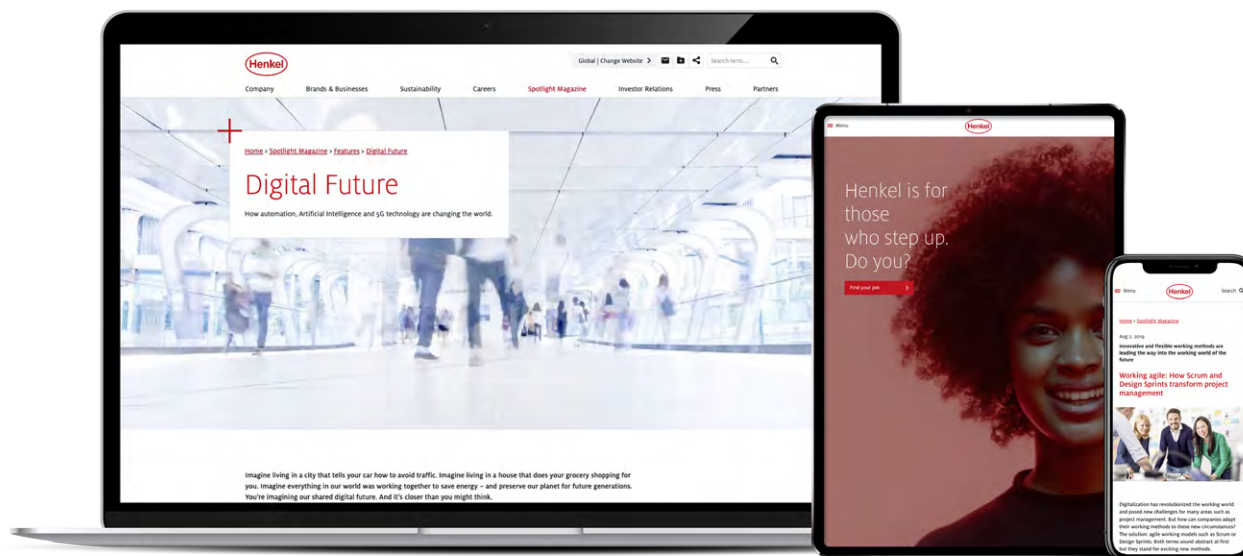 Henkel
Global | Change Website
Search term...
Company Brands & Businesses Sustainability Careers Spotlight Magazine Investor Relations Press Partners
Home › Spotlight Magazine › Features › Digital Future
Digital Future
How automation, Artificial Intelligence and 5G technology are changing the world.
Imagine living in a city that tells your car how to avoid traffic. Imagine living in a house that does your grocery shopping for
you. Imagine everything in our world was working together to save energy – and preserve our planet for future generations.
You're imagining our shared digital future. And it's closer than you might think.
Menu
Henkel
Henkel is for
those
who step up.
Do you?
Find your job
Menu
Henkel
Search
Home › Spotlight Magazine
Aug 2, 2019
Innovative and flexible working methods are
leading the way into the working world of the
future
Working agile: How Scrum and
Design Sprints transform project
management
Digitalization has revolutionized the working world
and posed new challenges for many areas such as
project management. But how can companies adapt
their working methods to these new circumstances?
The solution: agile working models such as Scrum or
Design Sprints. Both terms sound abstract at first
but they stand for exciting new methods.